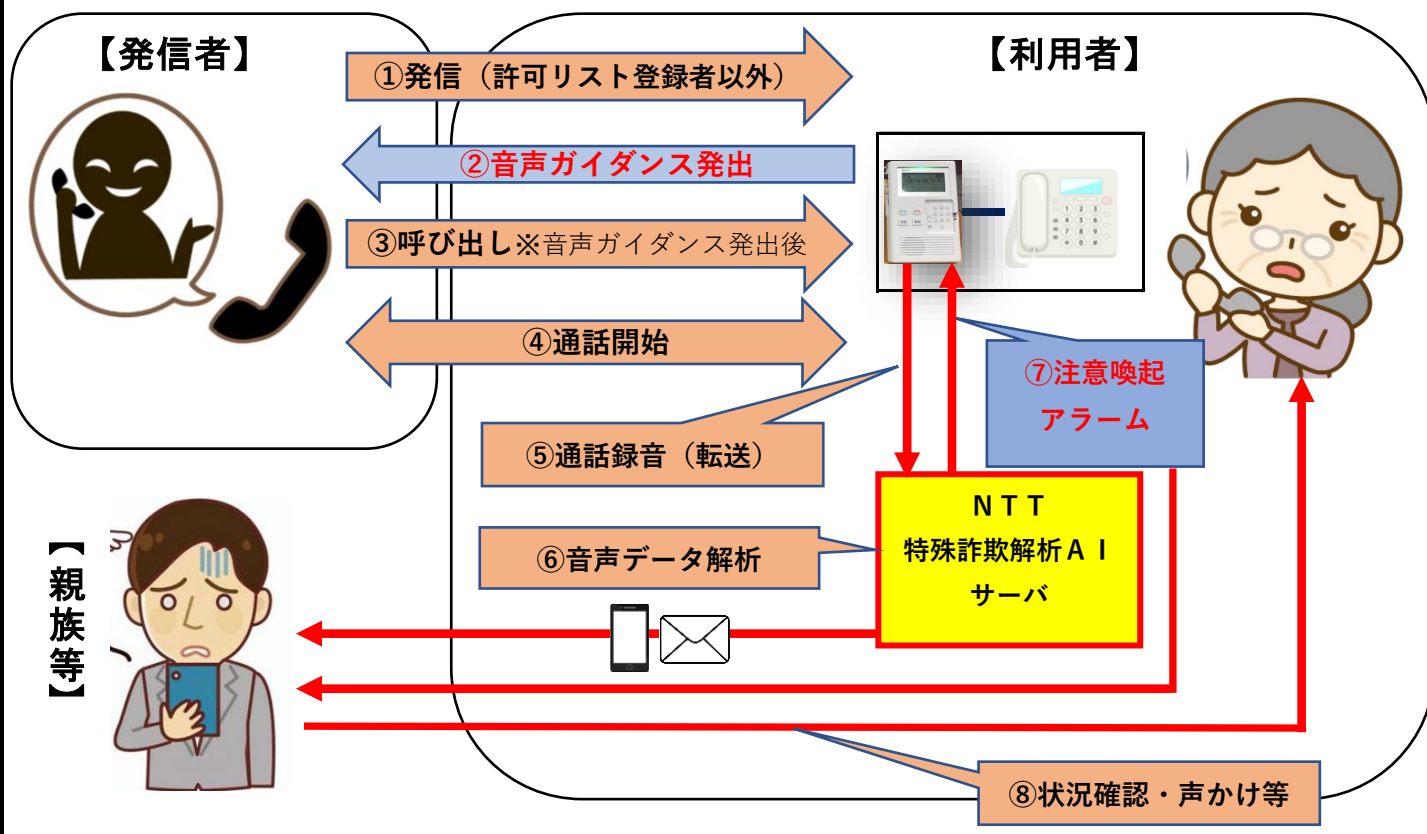 【発信者】
【利用者】
①発信（許可リスト登録者以外）
②音声ガイダンス発出
③呼び出し※音声ガイダンス発出後
④通話開始
⑦注意喚起
アラーム
⑤通話録音（転送）
ＮＴＴ
特殊詐欺解析ＡＩ
サーバ
⑥音声データ解析
【親族等】
⑧状況確認・声かけ等